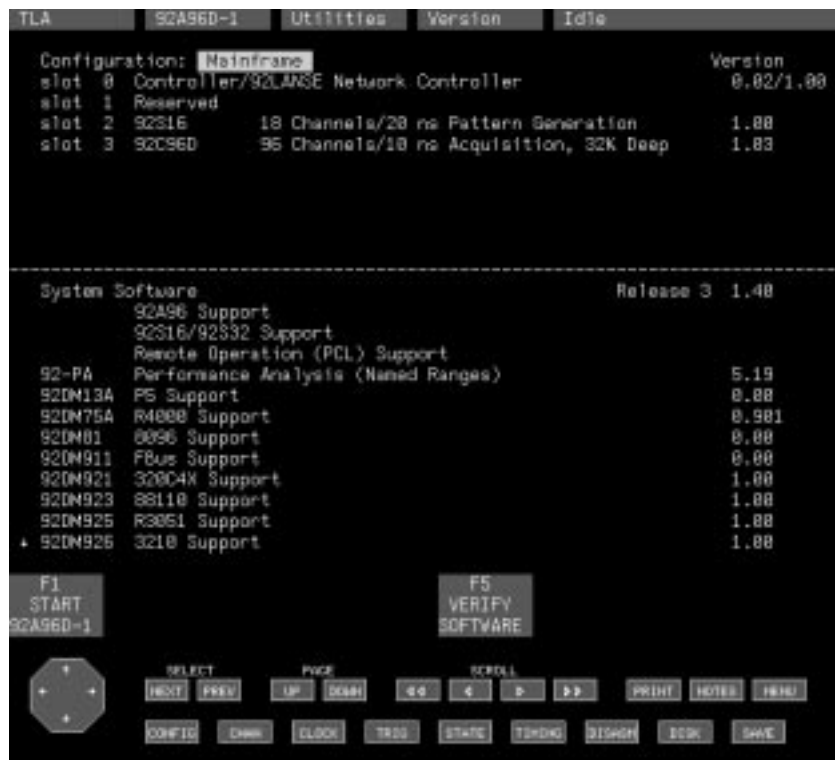 TLA 92A96D-1 Utilities Version Idle
Configuration: Mainframe Version
slot 0 Controller/92LANSE Network Controller 0.02/1.00
slot 1 Reserved
slot 2 92S16 18 Channels/20 ns Pattern Generation 1.00
slot 3 92C96D 96 Channels/10 ns Acquisition, 32K Deep 1.03
System Software Release 3 1.40
92A96 Support
92S16/92S32 Support
Remote Operation (PCL) Support
92-PA Performance Analysis (Named Ranges) 5.19
92DM13A P5 Support 0.00
92DM75A R4000 Support 0.901
92DM81 8096 Support 0.00
92DM911 FBus Support 0.00
92DM921 320C4X Support 1.00
92DM923 88110 Support 1.00
92DM925 R3051 Support 1.00
92DM926 3210 Support 1.00
F1 F5
START VERIFY
92A96D-1 SOFTWARE
SELECT PAGE SCROLL
NEXT PREV UP DOWN PRINT NOTES MENU
CONFIG CHAN CLOCK TRIG STATE TIMING DISASM DISK SAVE